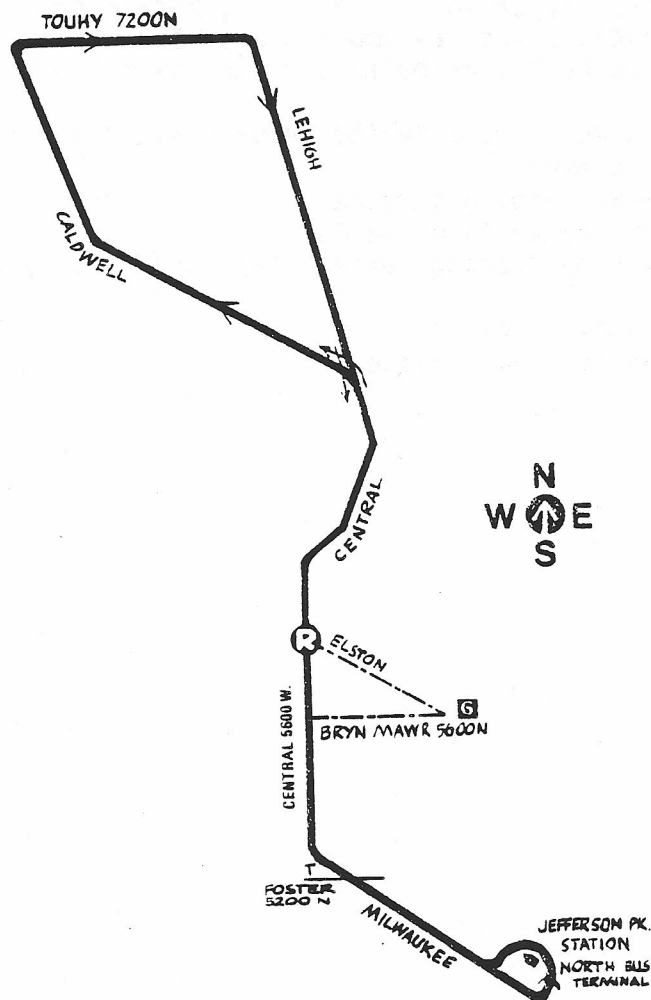 TOUHY 7200N
LEHIGH
CALDWELL
CENTRAL
N
W E
S
R
ELSTON
G
BRYN MAWR 5600N
CENTRAL 5600 W.
T
FOSTER
5200 N
MILWAUKEE
JEFFERSON PK.
STATION
NORTH BUS
TERMINAL